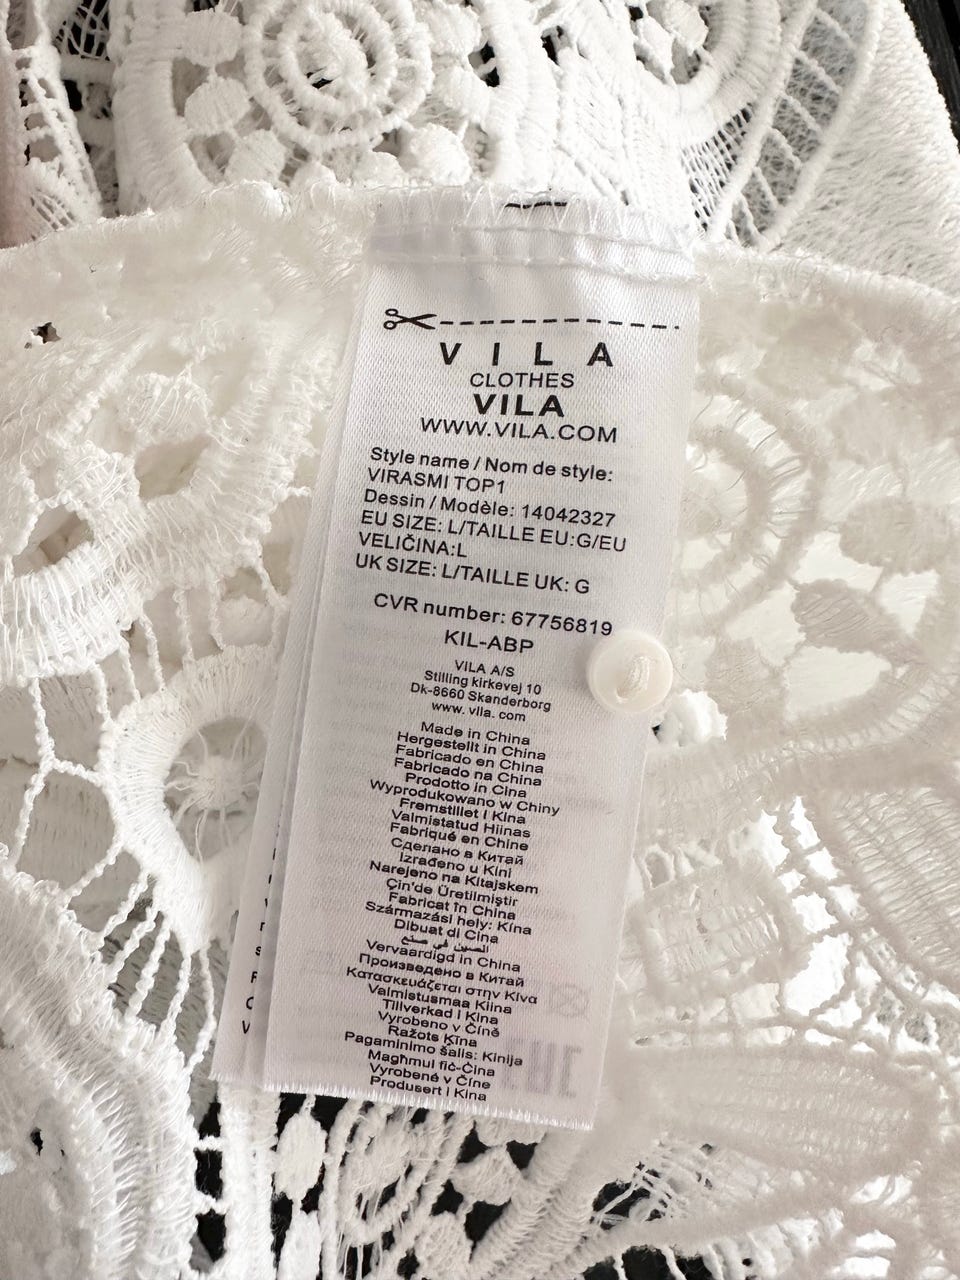 V I L A
CLOTHES
VILA
WWW.VILA.COM
Style name / Nom de style:
VIRASMI TOP1
Dessin / Modèle: 14042327
EU SIZE: L/TAILLE EU:G/EU
VELIČINA:L
UK SIZE: L/TAILLE UK: G
CVR number: 67756819
KIL-ABP
VILA A/S
Stilling kirkevej 10
Dk-8660 Skanderborg
www. vila. com
Made in China
Hergestellt in China
Fabricado en China
Fabricado na China
Prodotto in Cina
Wyprodukowano w Chiny
Fremstillet i Kina
Valmistatud Hiinas
Fabriqué en Chine
Сделано в Китай
Izrađeno u Kini
Narejeno na Kitajskem
Çin'de Üretilmiştir
Fabricat în China
Származási hely: Kína
Dibuat di Cina
الصين في صنع
Vervaardigd in China
Произведено в Китай
Κατασκευάζεται στην Κίνα
Valmistusmaa Kiina
Tillverkad i Kina
Vyrobeno v Číně
Ražots Ķīna
Pagaminimo šalis: Kinija
Magħmul fiċ-Ċina
Vyrobené v Číne
Produsert i Kina